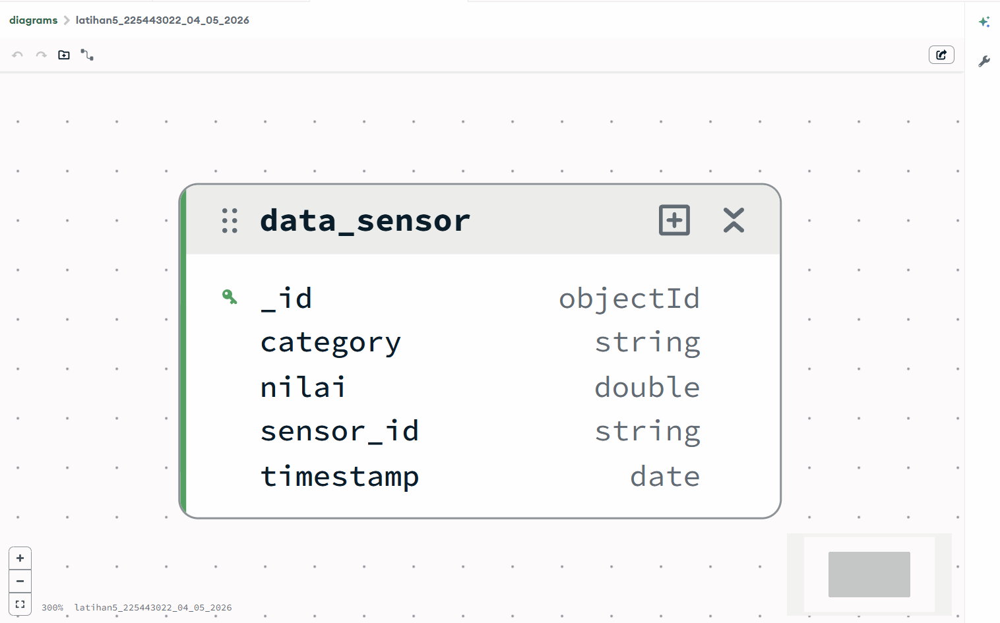 diagrams > latihan5_225443022_04_05_2026
data_sensor
_id objectId
category string
nilai double
sensor_id string
timestamp date
300% latihan5_225443022_04_05_2026